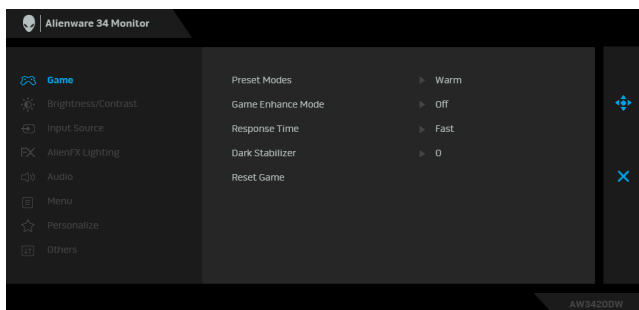 Alienware 34 Monitor
Game
Preset Modes Warm
Brightness/Contrast
Game Enhance Mode Off
Input Source
Response Time Fast
AlienFX Lighting
Dark Stabilizer 0
Audio
Reset Game
Menu
Personalize
Others
AW3420DW